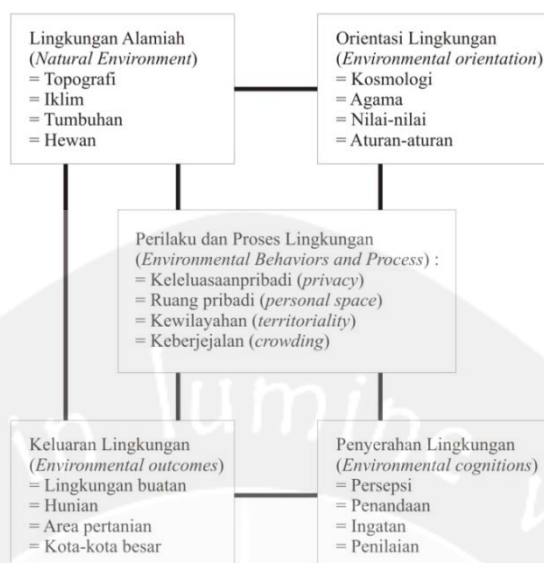 Lingkungan Alamiah
(Natural Environment)
= Topografi
= Iklim
= Tumbuhan
= Hewan
Orientasi Lingkungan
(Environmental orientation)
= Kosmologi
= Agama
= Nilai-nilai
= Aturan-aturan
Perilaku dan Proses Lingkungan
(Environmental Behaviors and Process) :
= Keleluasaanpribadi (privacy)
= Ruang pribadi (personal space)
= Kewilayahan (territoriality)
= Keberjejalan (crowding)
in lumine
Keluaran Lingkungan
(Environmental outcomes)
= Lingkungan buatan
= Hunian
= Area pertanian
= Kota-kota besar
Penyerahan Lingkungan
(Environmental cognitions)
= Persepsi
= Penandaan
= Ingatan
= Penilaian